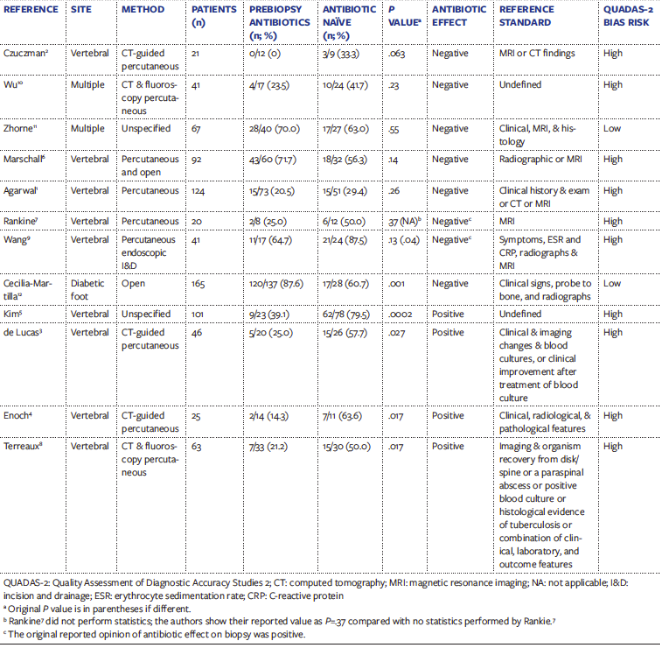 REFERENCE SITE METHOD PATIENTS (n) PREBIOPSY ANTIBIOTICS (n; %) ANTIBIOTIC NAÏVE (n; %) P VALUEᵃ ANTIBIOTIC EFFECT REFERENCE STANDARD QUADAS-2 BIAS RISK
Czuczman² Vertebral CT-guided percutaneous 21 0/12 (0) 3/9 (33.3) .063 Negative MRI or CT findings High
Wu¹⁰ Multiple CT & fluoros-copy percuta-neous 41 4/17 (23.5) 10/24 (41.7) .23 Negative Undefined High
Zhorne¹¹ Multiple Unspecified 67 28/40 (70.0) 17/27 (63.0) .55 Negative Clinical, MRI, & his-tology Low
Marschall⁶ Vertebral Percutaneous and open 92 43/60 (71.7) 18/32 (56.3) .14 Negative Radiographic or MRI High
Agarwal¹ Vertebral Percutaneous 124 15/73 (20.5) 15/51 (29.4) .26 Negative Clinical history & exam or CT or MRI High
Rankine⁷ Vertebral Percutaneous 20 2/8 (25.0) 6/12 (50.0) .37 (NA)ᵇ Negativeᶜ MRI High
Wang⁹ Vertebral Percutaneous endoscopic I&D 41 11/17 (64.7) 21/24 (87.5) .13 (.04) Negativeᶜ Symptoms, ESR and CRP, radiographs & MRI High
Cecilia-Mar-tilla¹² Diabetic foot Open 165 120/137 (87.6) 17/28 (60.7) .001 Negative Clinical signs, probe to bone, and radiographs Low
Kim⁵ Vertebral Unspecified 101 9/23 (39.1) 62/78 (79.5) .0002 Positive Undefined High
de Lucas³ Vertebral CT-guided percutaneous 46 5/20 (25.0) 15/26 (57.7) .027 Positive Clinical & imaging changes & blood cultures, or clinical improvement after treatment of blood culture High
Enoch⁴ Vertebral CT-guided percutaneous 25 2/14 (14.3) 7/11 (63.6) .017 Positive Clinical, radiological, & pathological features High
Terreaux⁸ Vertebral CT & fluoros-copy percuta-neous 63 7/33 (21.2) 15/30 (50.0) .017 Positive Imaging & organism recovery from disk/spine or a paraspinal abscess or positive blood culture or histological evidence of tuberculosis or combination of clin-ical, laboratory, and outcome features High
QUADAS-2: Quality Assessment of Diagnostic Accuracy Studies 2; CT: computed tomography; MRI: magnetic resonance imaging; NA: not applicable; I&D:
incision and drainage; ESR: erythrocyte sedimentation rate; CRP: C-reactive protein
ᵃ Original P value is in parentheses if different.
ᵇ Rankine⁷ did not perform statistics; the authors show their reported value as P=.37 compared with no statistics performed by Rankie.⁷
ᶜ The original reported opinion of antibiotic effect on biopsy was positive.